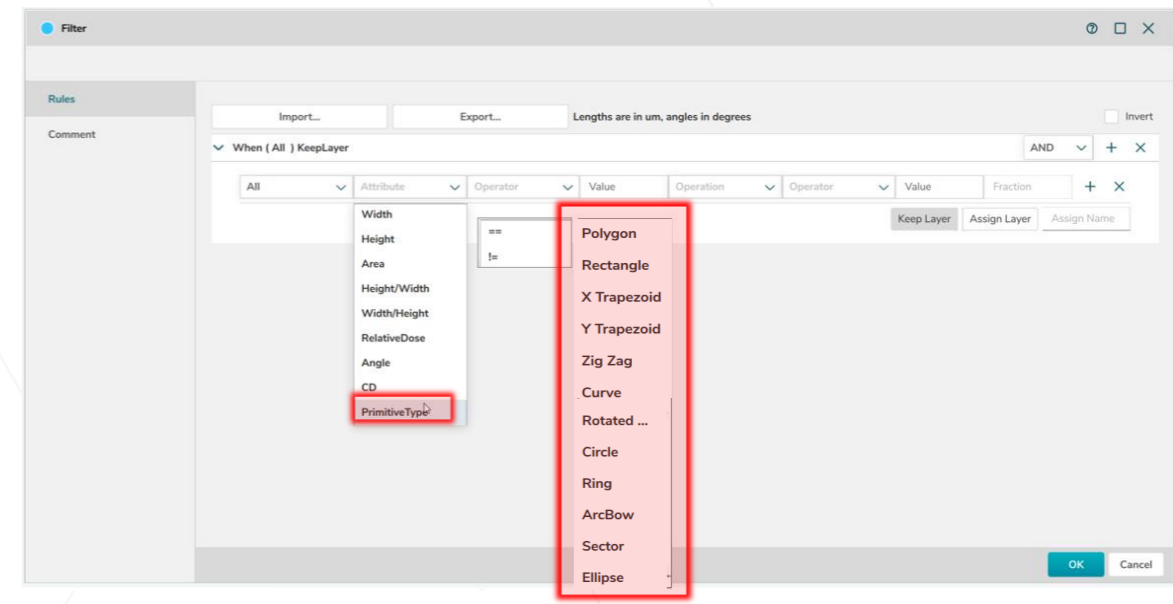 Filter
Rules
Comment
Import...
Export...
Lengths are in um, angles in degrees
Invert
When ( All ) KeepLayer
AND
All
Attribute
Operator
Value
Operation
Operator
Value
Fraction
Width
Height
Area
Height/Width
Width/Height
RelativeDose
Angle
CD
PrimitiveType
==
!=
Polygon
Rectangle
X Trapezoid
Y Trapezoid
Zig Zag
Curve
Rotated ...
Circle
Ring
ArcBow
Sector
Ellipse
Keep Layer
Assign Layer
Assign Name
OK
Cancel